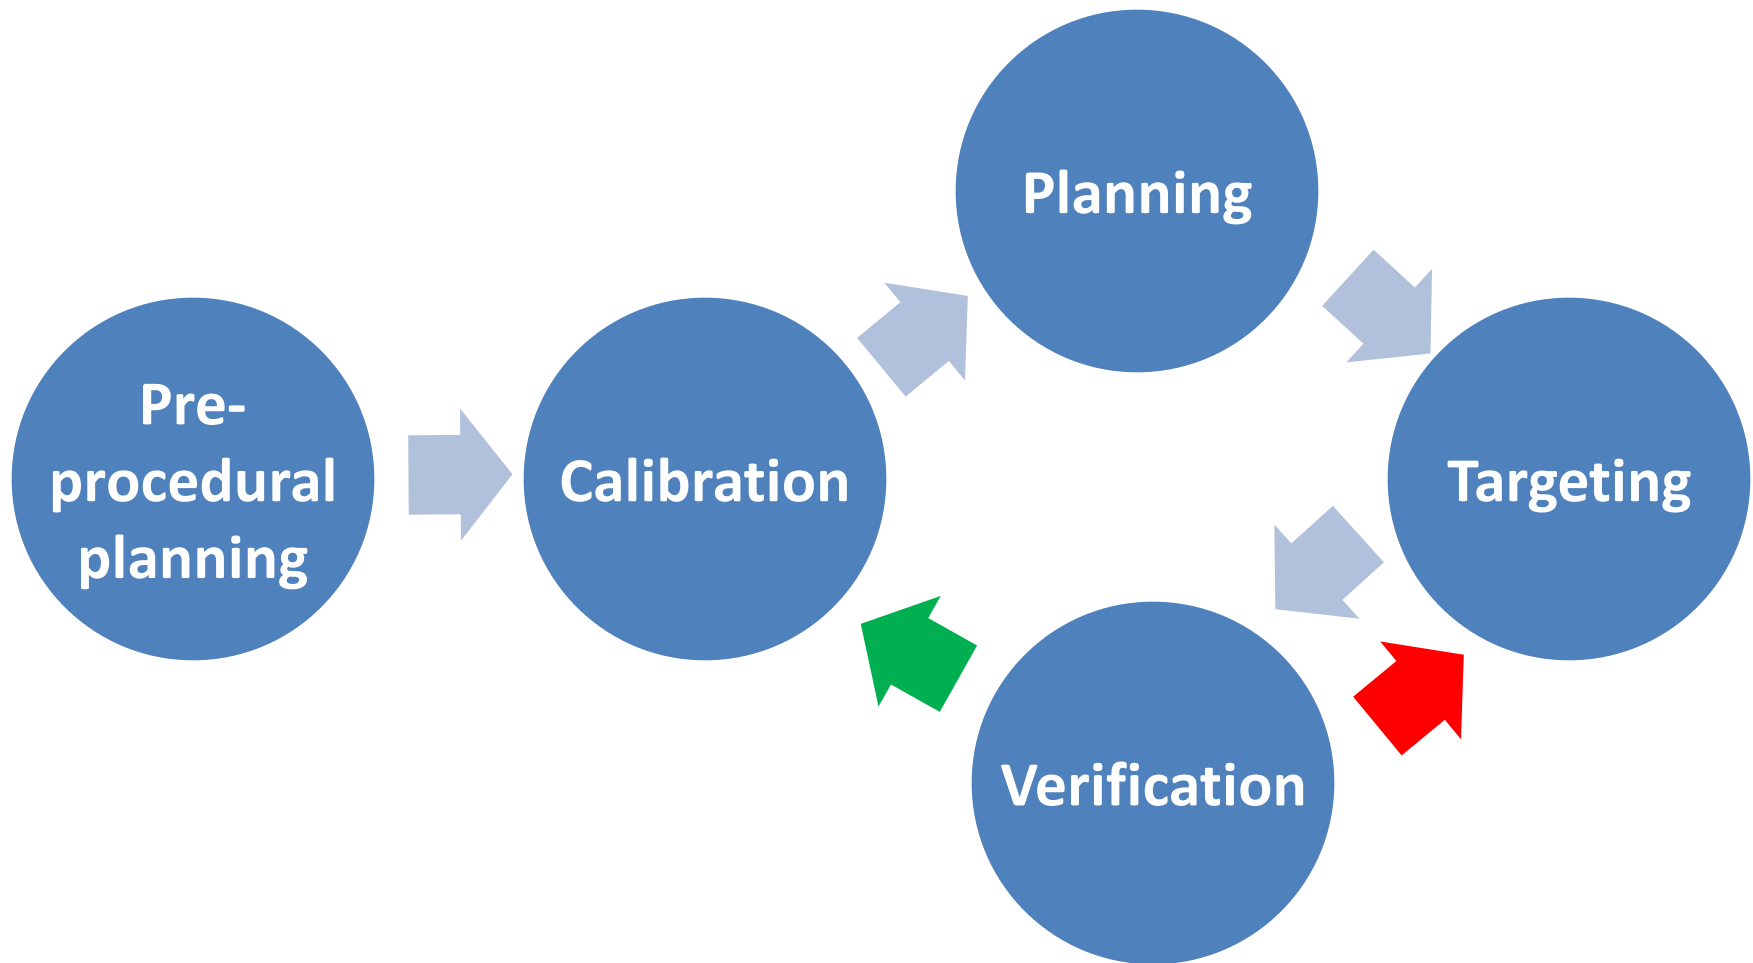 Pre-
procedural
planning
Calibration
Planning
Targeting
Verification